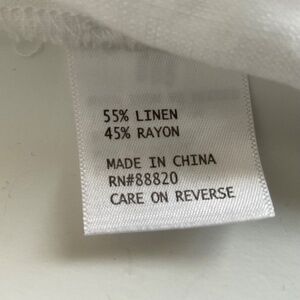 55% LINEN
45% RAYON
MADE IN CHINA
RN#88820
CARE ON REVERSE